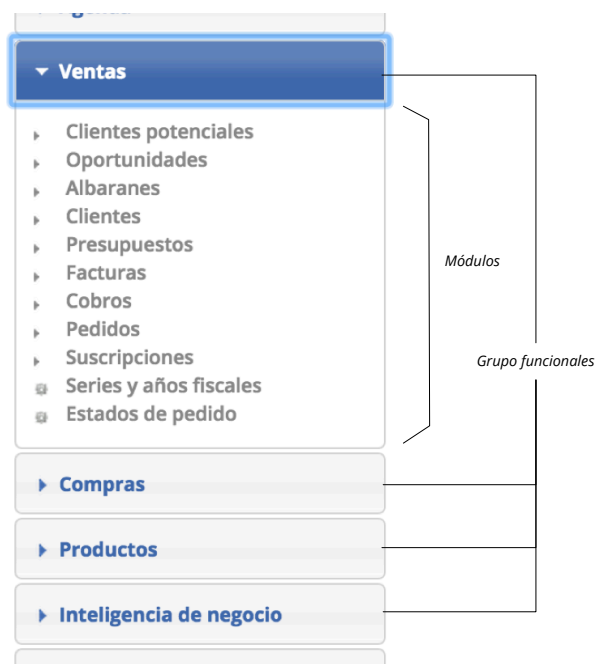 Ventas
Clientes potenciales
Oportunidades
Albaranes
Clientes
Presupuestos
Facturas
Cobros
Pedidos
Suscripciones
Series y años fiscales
Estados de pedido
Módulos
Grupo funcionales
Compras
Productos
Inteligencia de negocio